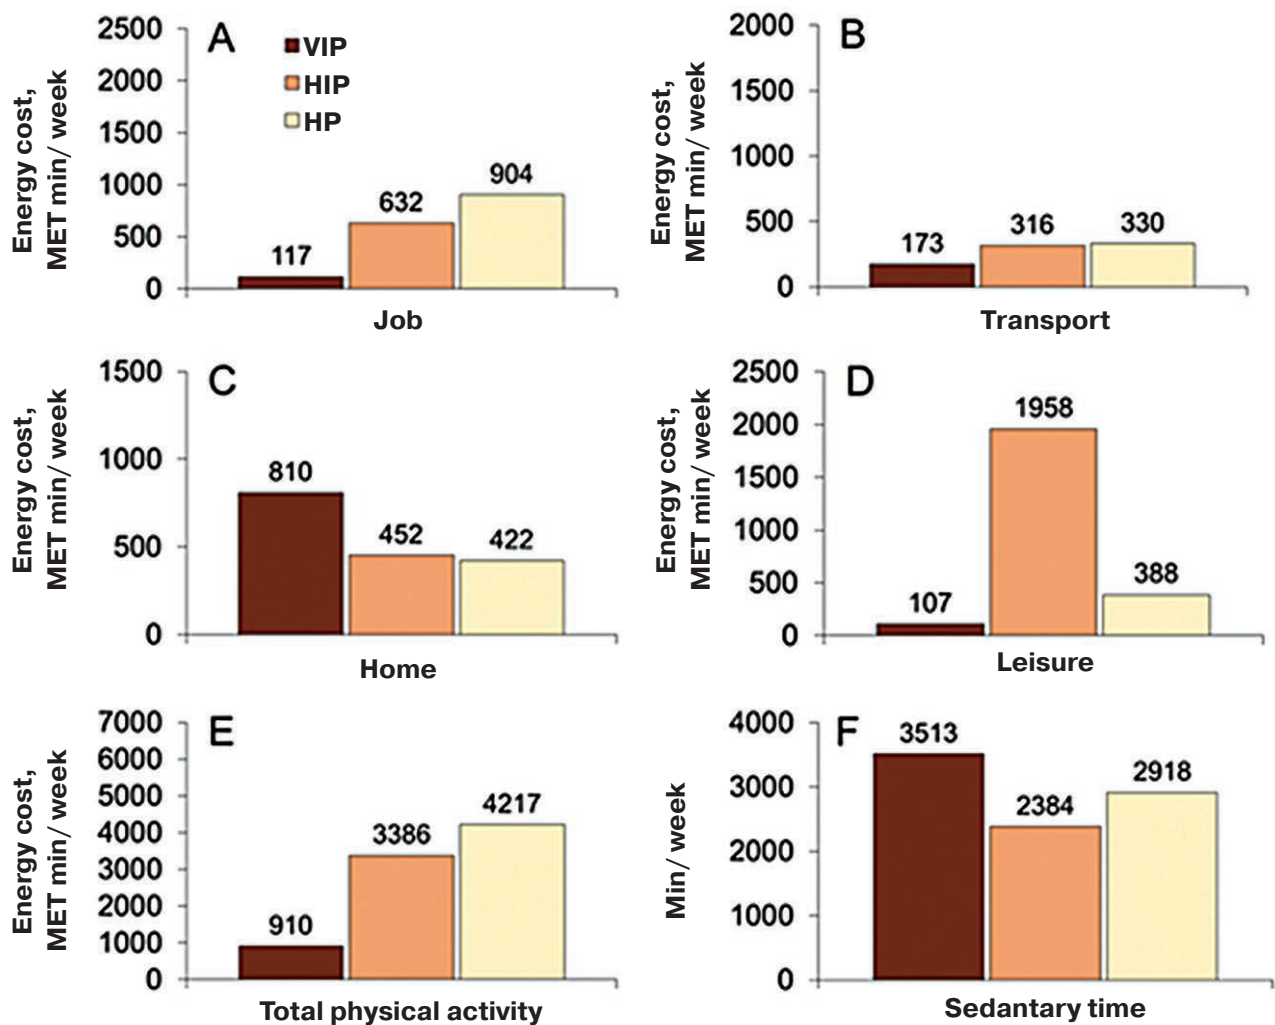 A
2500
2000
1500
1000
500
0
Energy cost,
MET min/ week
VIP
HIP
HP
117
632
904
Job
B
2000
1500
1000
500
0
Energy cost,
MET min/ week
173
316
330
Transport
C
1500
1000
500
0
Energy cost,
MET min/ week
810
452
422
Home
D
2500
2000
1500
1000
500
0
Energy cost,
MET min/ week
107
1958
388
Leisure
E
7000
6000
5000
4000
3000
2000
1000
0
Energy cost,
MET min/ week
910
3386
4217
Total physical activity
F
4000
3000
2000
1000
0
Min/ week
3513
2384
2918
Sedantary time